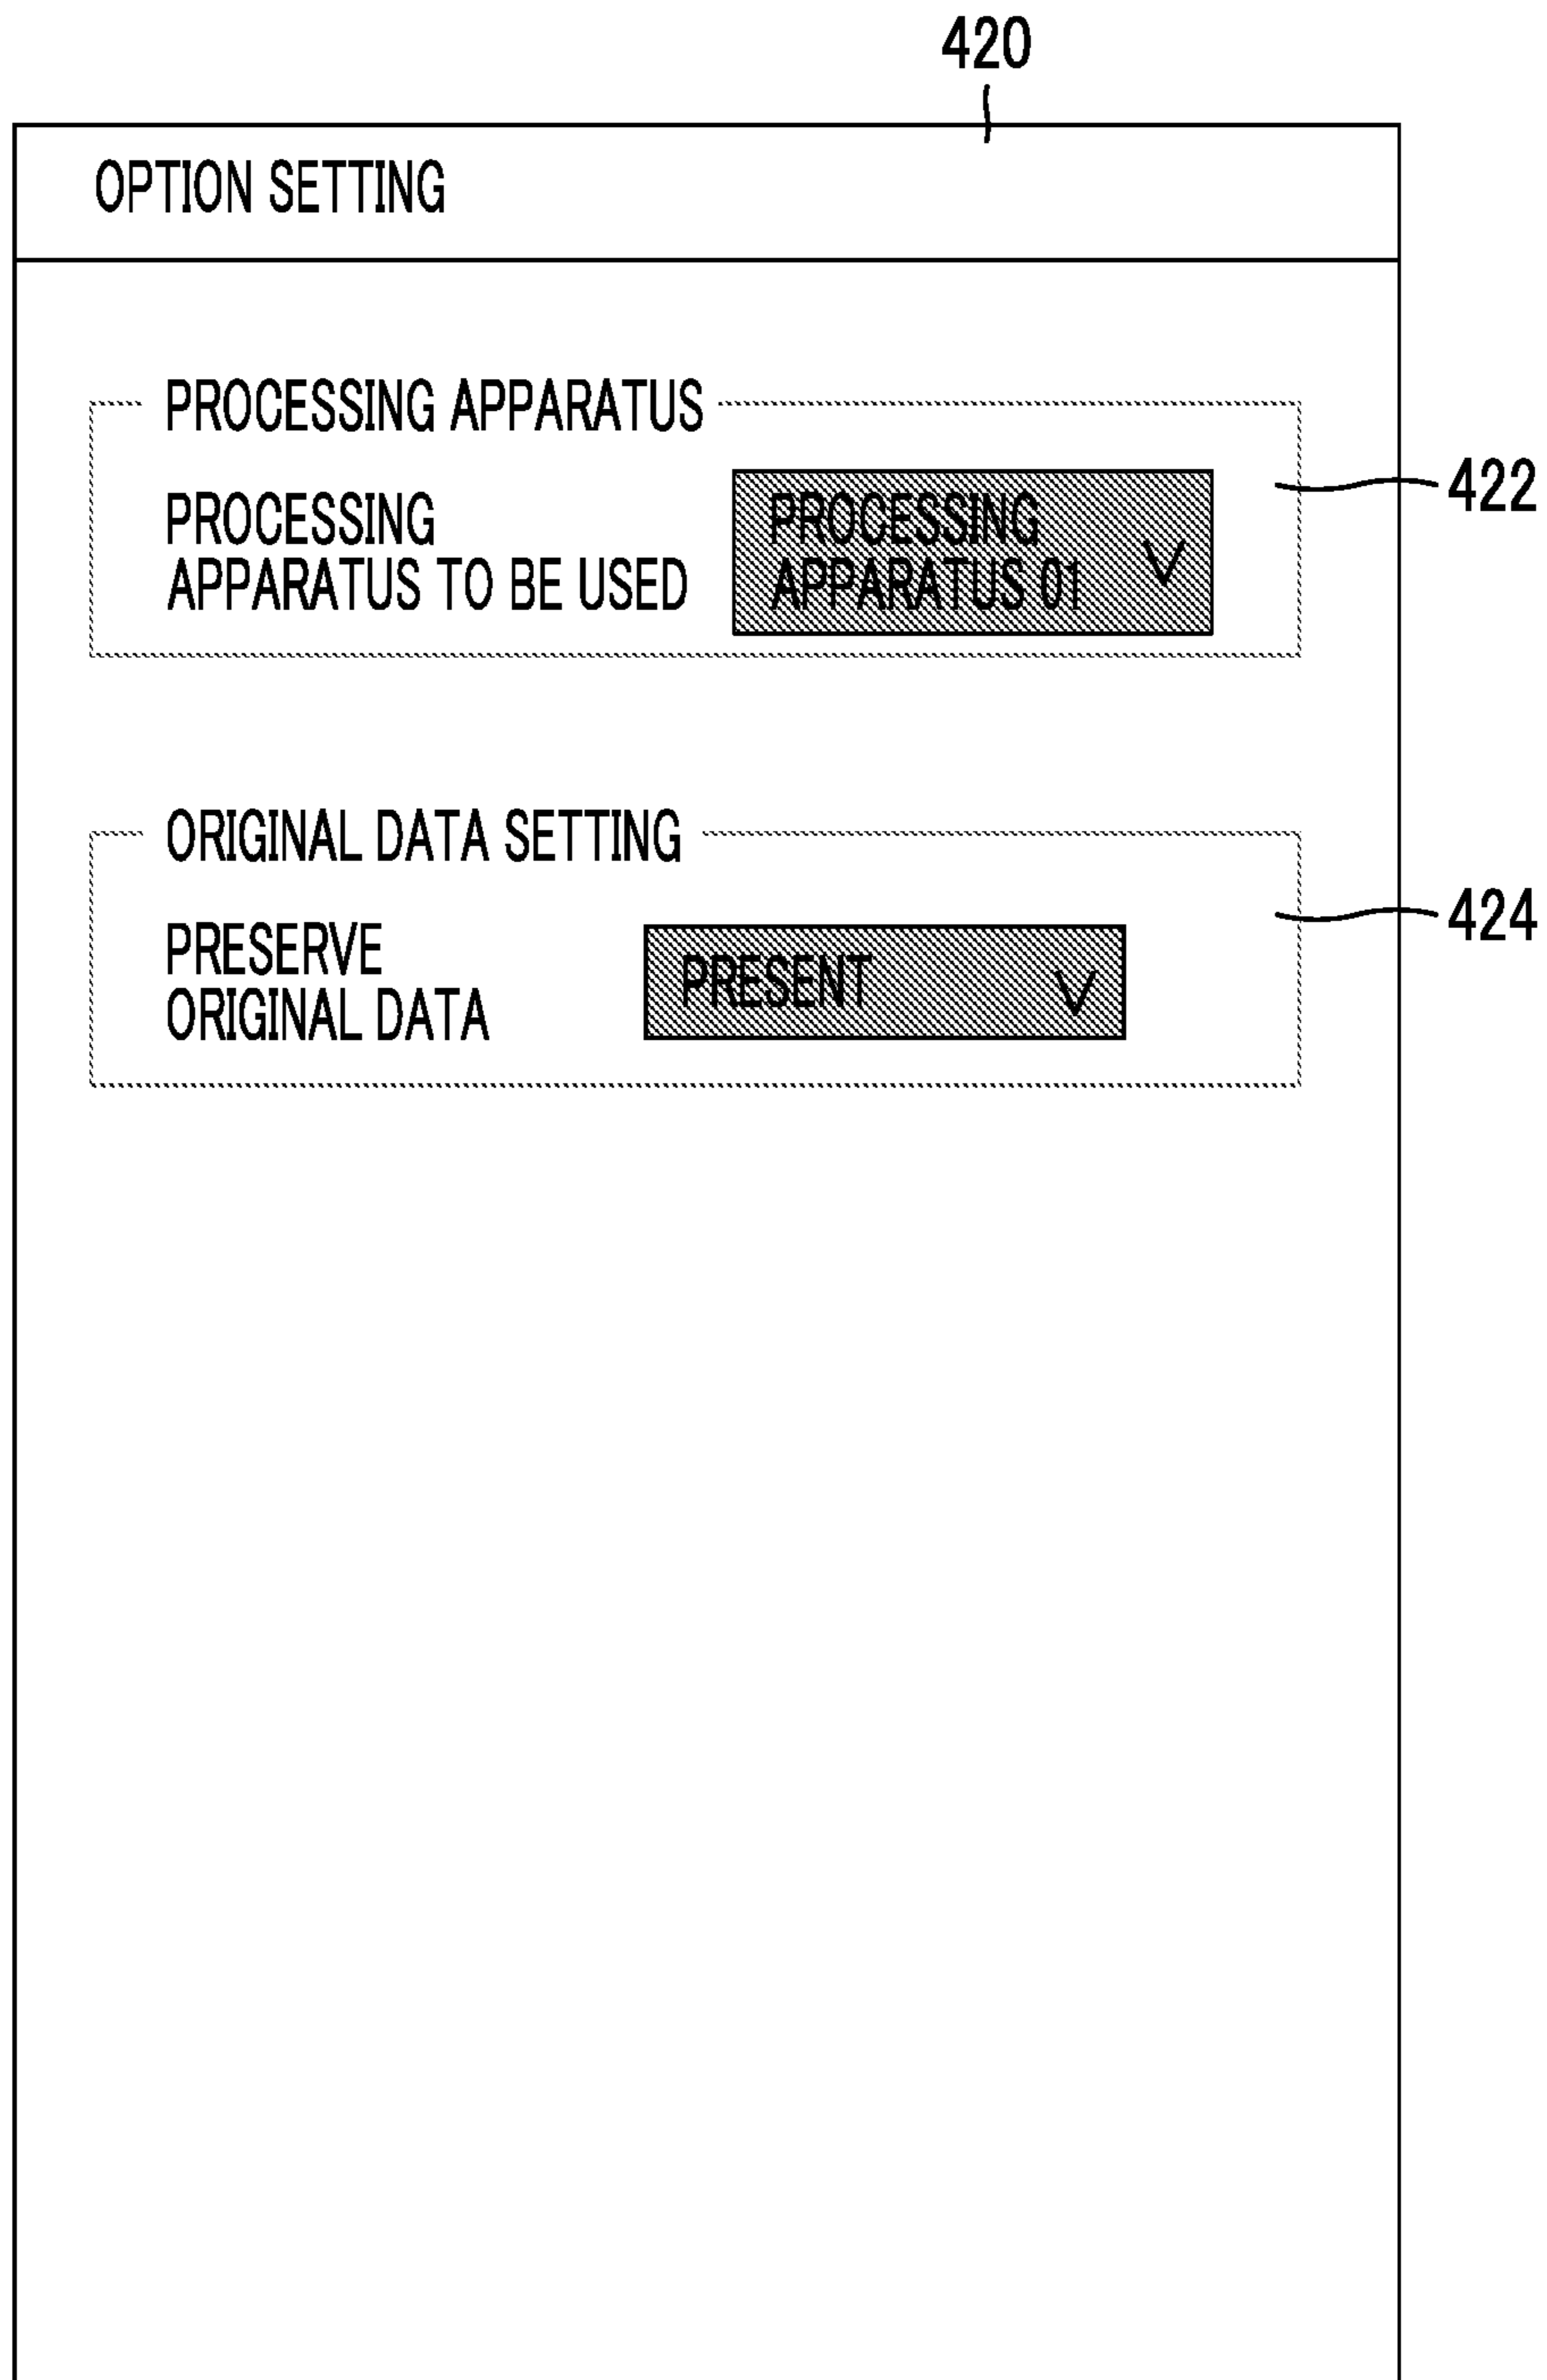 420
OPTION SETTING
PROCESSING APPARATUS
PROCESSING
APPARATUS TO BE USED
PROCESSING
APPARATUS 01
V
422
ORIGINAL DATA SETTING
PRESERVE
ORIGINAL DATA
PRESENT
V
424